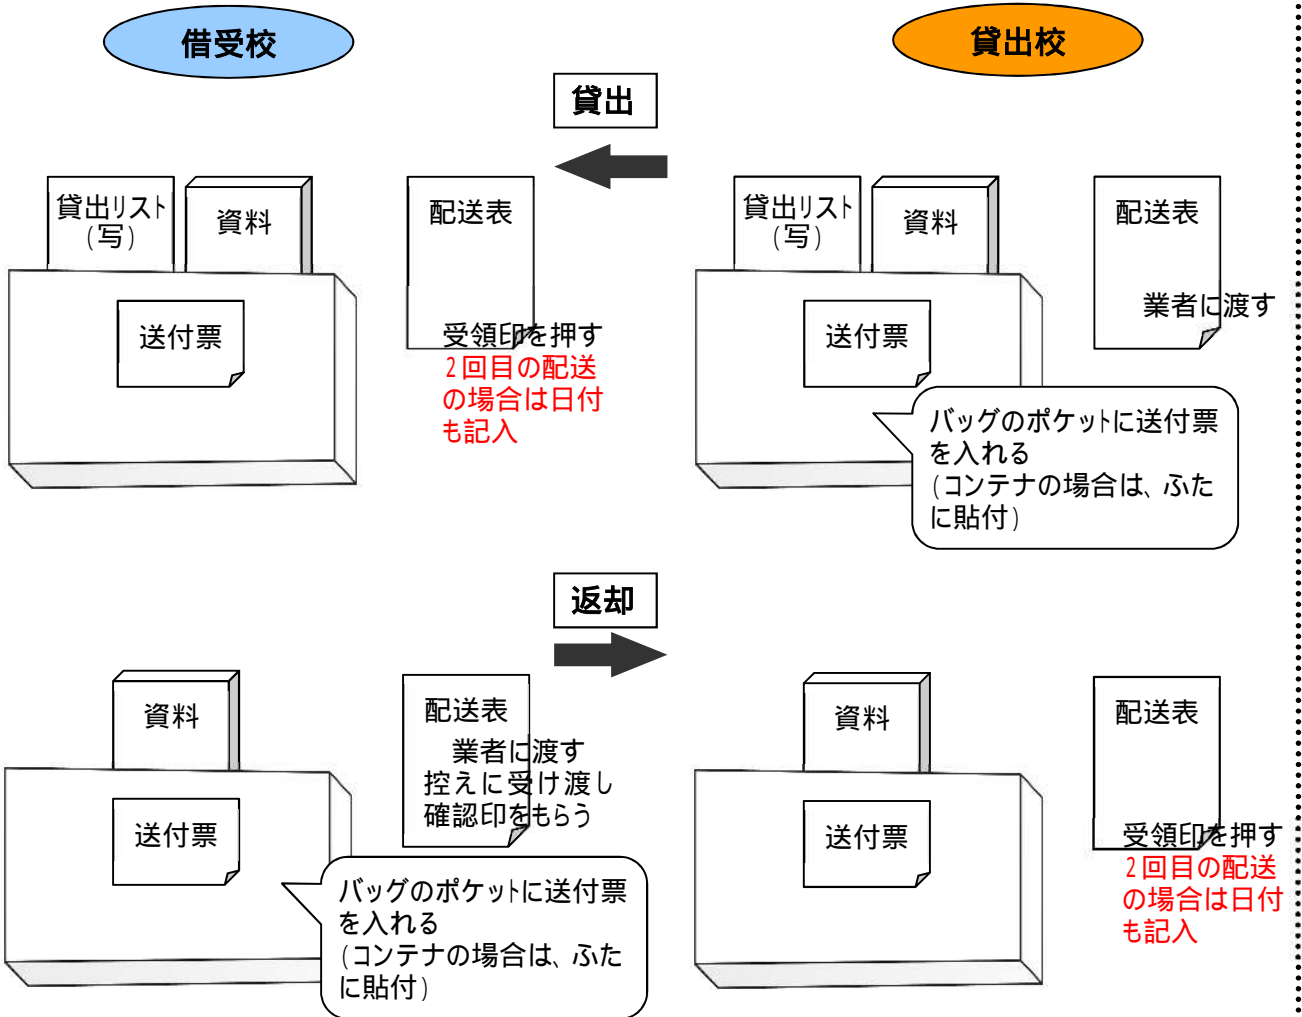 借受校
貸出校
貸出
貸出リスト
(写)
資料
配送表
送付票
受領印を押す
2回目の配送
の場合は日付
も記入
貸出リスト
(写)
資料
配送表
業者に渡す
送付票
バッグのポケットに送付票
を入れる
(コンテナの場合は、ふた
に貼付)
返却
資料
配送表
業者に渡す
控えに受け渡し
確認印をもらう
送付票
バッグのポケットに送付票
を入れる
(コンテナの場合は、ふた
に貼付)
資料
配送表
送付票
受領印を押す
2回目の配送
の場合は日付
も記入